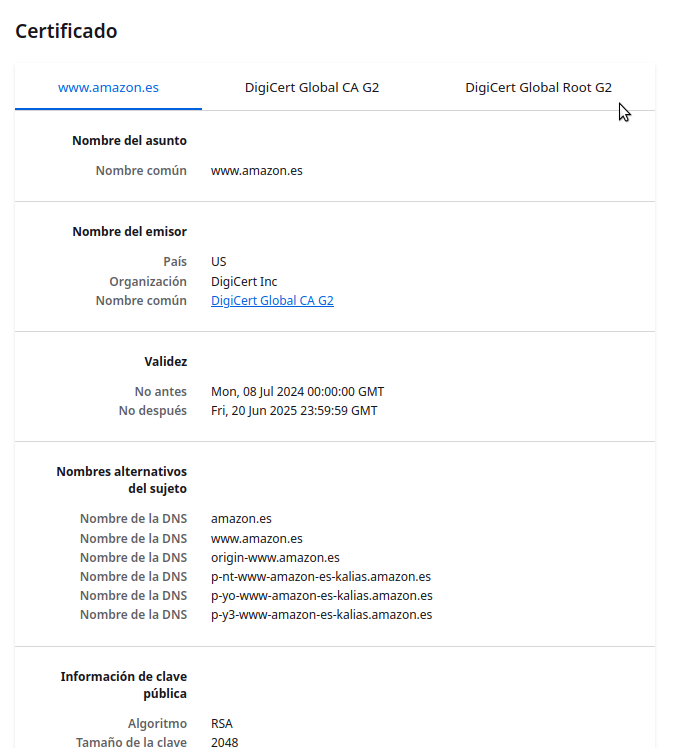 Certificado
www.amazon.es DigiCert Global CA G2 DigiCert Global Root G2
Nombre del asunto
Nombre común www.amazon.es
Nombre del emisor
País US
Organización DigiCert Inc
Nombre común DigiCert Global CA G2
Validez
No antes Mon, 08 Jul 2024 00:00:00 GMT
No después Fri, 20 Jun 2025 23:59:59 GMT
Nombres alternativos
del sujeto
Nombre de la DNS amazon.es
Nombre de la DNS www.amazon.es
Nombre de la DNS origin-www.amazon.es
Nombre de la DNS p-nt-www-amazon-es-kalias.amazon.es
Nombre de la DNS p-yo-www-amazon-es-kalias.amazon.es
Nombre de la DNS p-y3-www-amazon-es-kalias.amazon.es
Información de clave
pública
Algoritmo RSA
Tamaño de la clave 2048